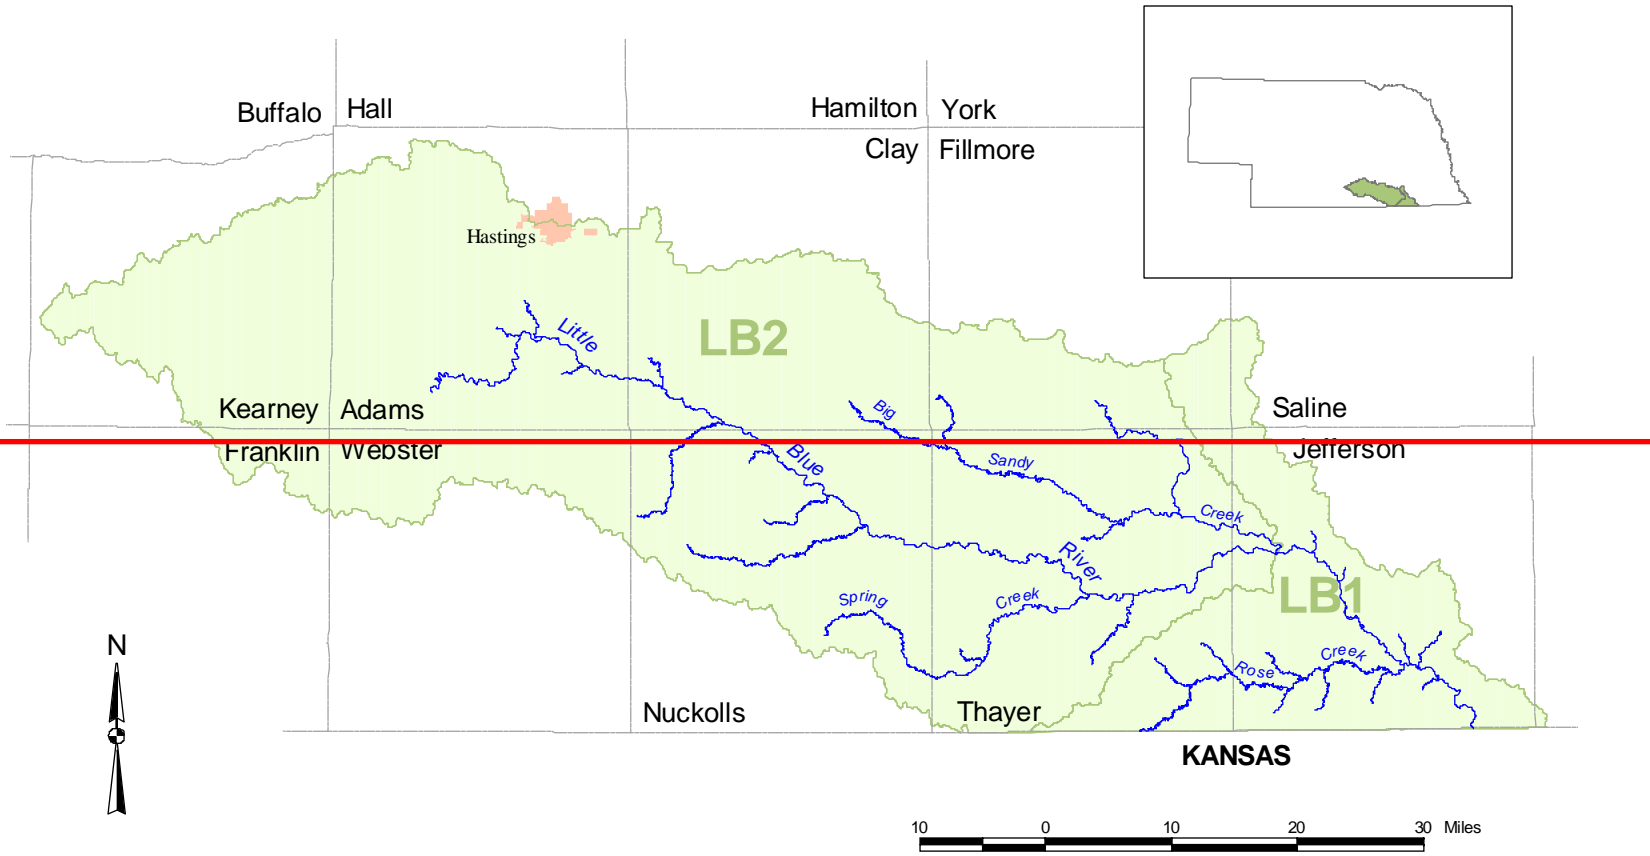 Buffalo Hall Hamilton York
Clay Fillmore
Hastings
Little
LB2
Kearney Adams Big Saline
Franklin Webster Blue Sandy Jefferson
Creek
River
LB1
Spring Creek
Rose Creek
N
Nuckolls Thayer
KANSAS
10 0 10 20 30 Miles